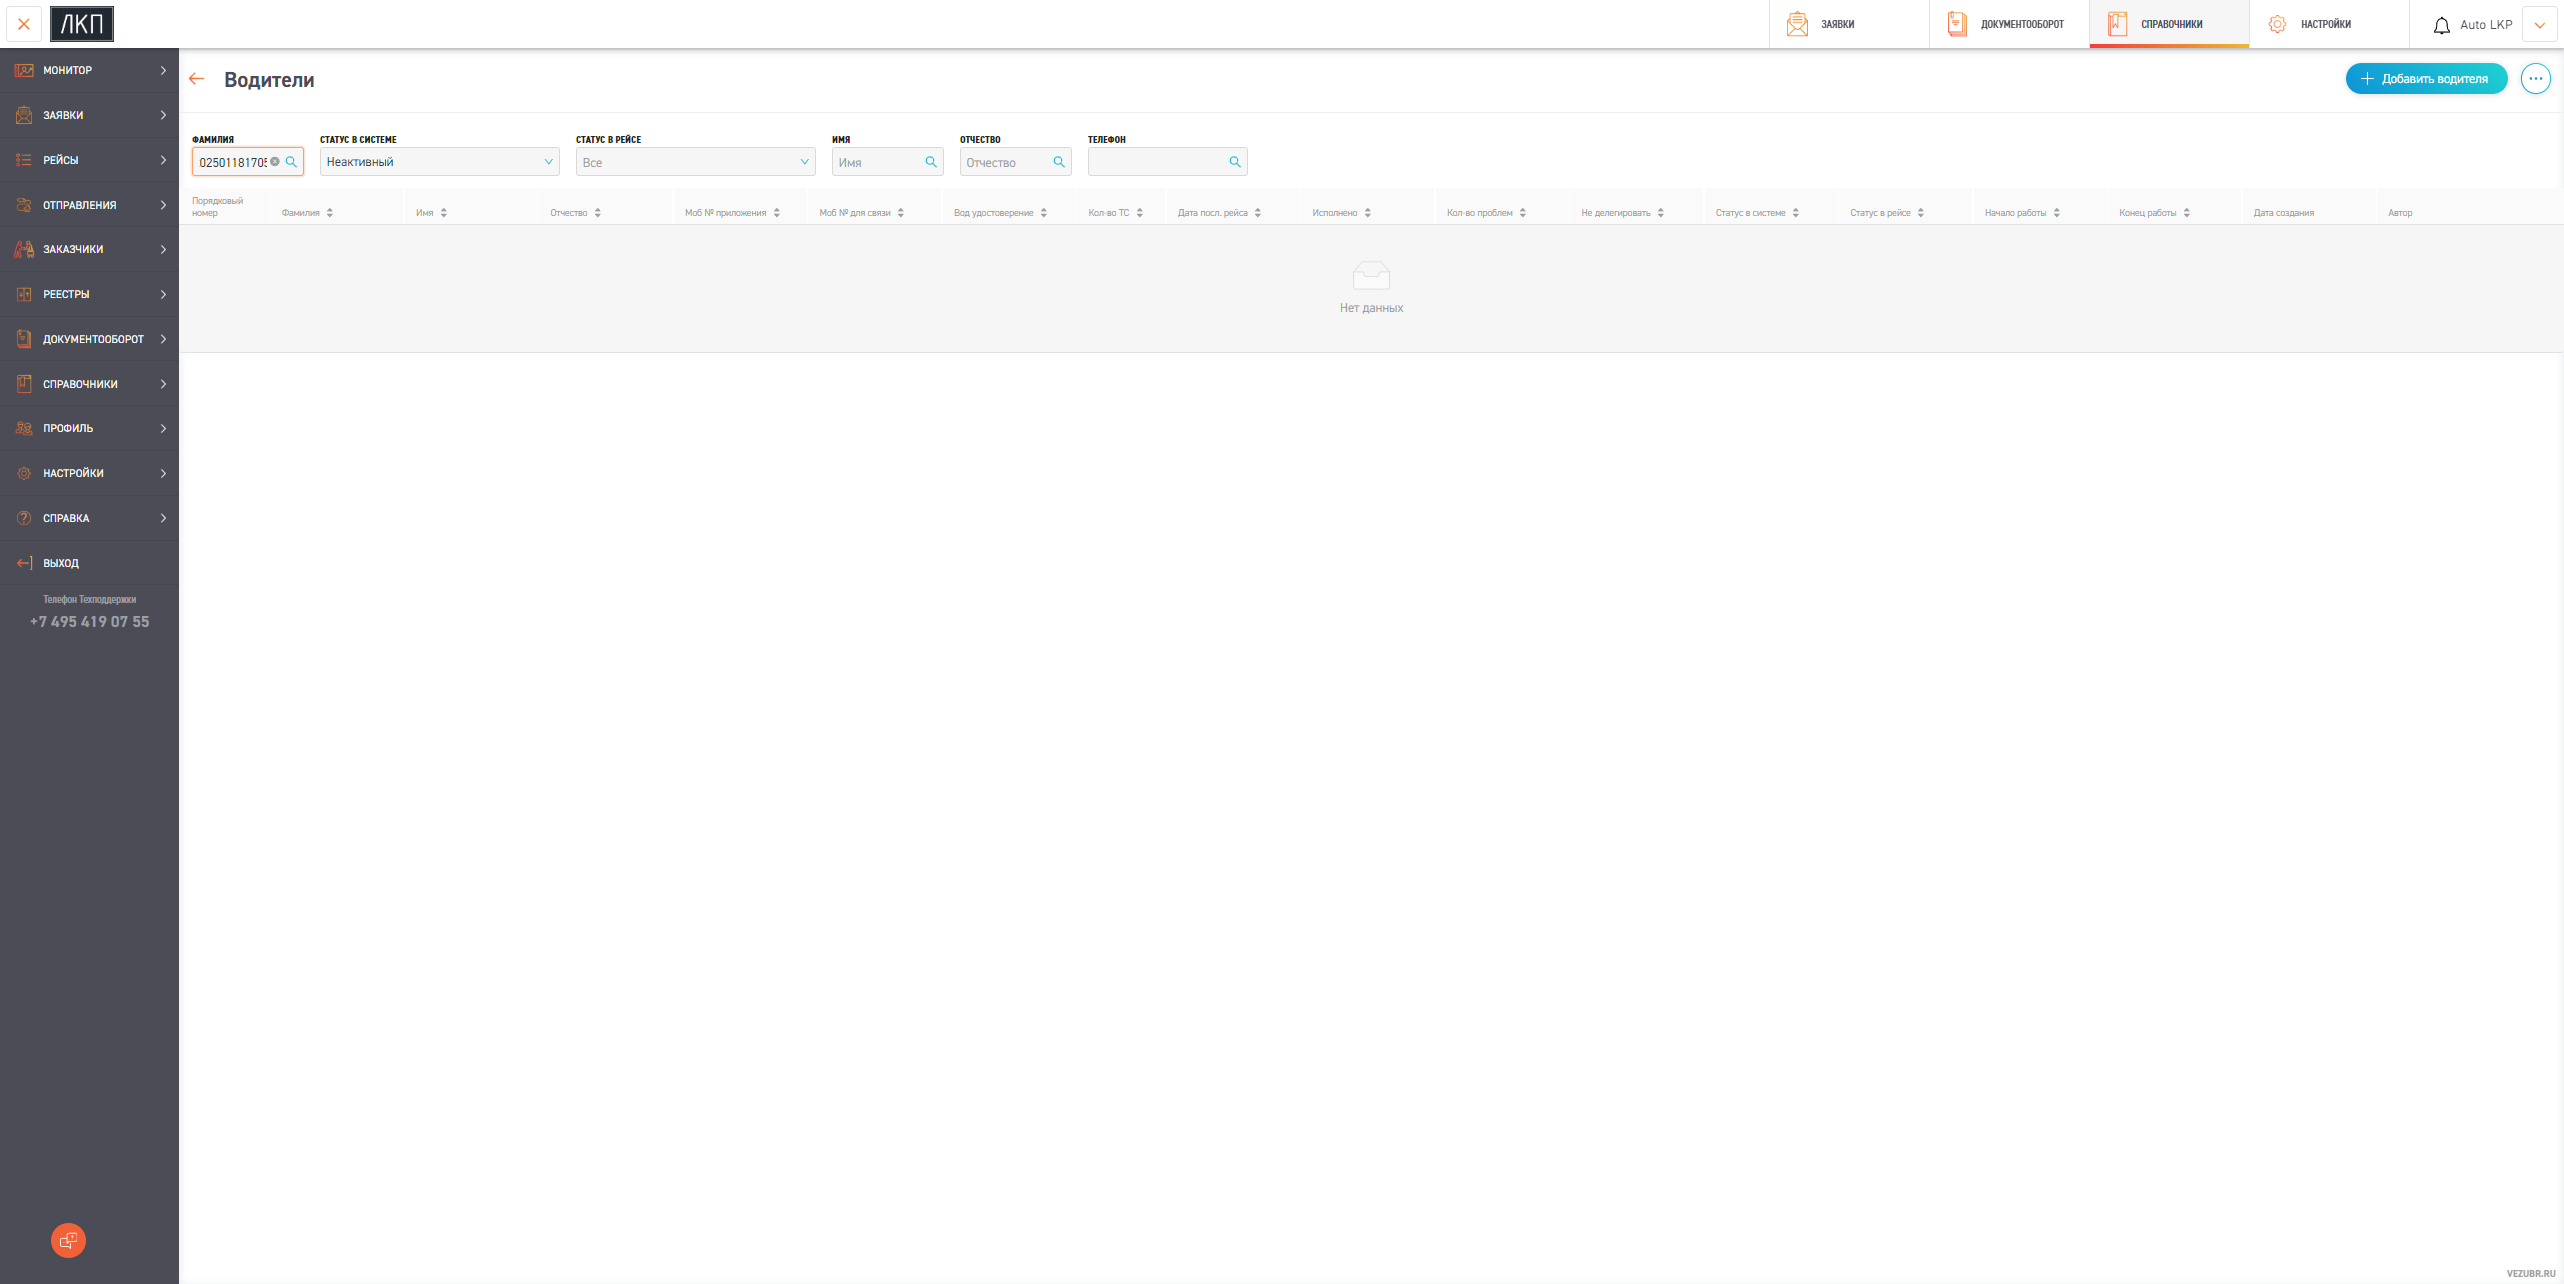 ЛКП
ЗАЯВКИ
ДОКУМЕНТООБОРОТ
СПРАВОЧНИКИ
НАСТРОЙКИ
Auto LKP
МОНИТОР
ЗАЯВКИ
РЕЙСЫ
ОТПРАВЛЕНИЯ
ЗАКАЗЧИКИ
РЕЕСТРЫ
ДОКУМЕНТООБОРОТ
СПРАВОЧНИКИ
ПРОФИЛЬ
НАСТРОЙКИ
СПРАВКА
ВЫХОД
Телефон Техподдержки
+7 495 419 07 55
Водители
Добавить водителя
ФАМИЛИЯ
СТАТУС В СИСТЕМЕ
СТАТУС В РЕЙСЕ
ИМЯ
ОТЧЕСТВО
ТЕЛЕФОН
02501181705
Неактивный
Все
Имя
Отчество
Порядковый номер
Фамилия
Имя
Отчество
Моб № приложения
Моб № для связи
Вод удостоверение
Кол-во ТС
Дата посл. рейса
Исполнено
Кол-во проблем
Не делегировать
Статус в системе
Статус в рейсе
Начало работы
Конец работы
Дата создания
Автор
Нет данных
VEZUBR.RU